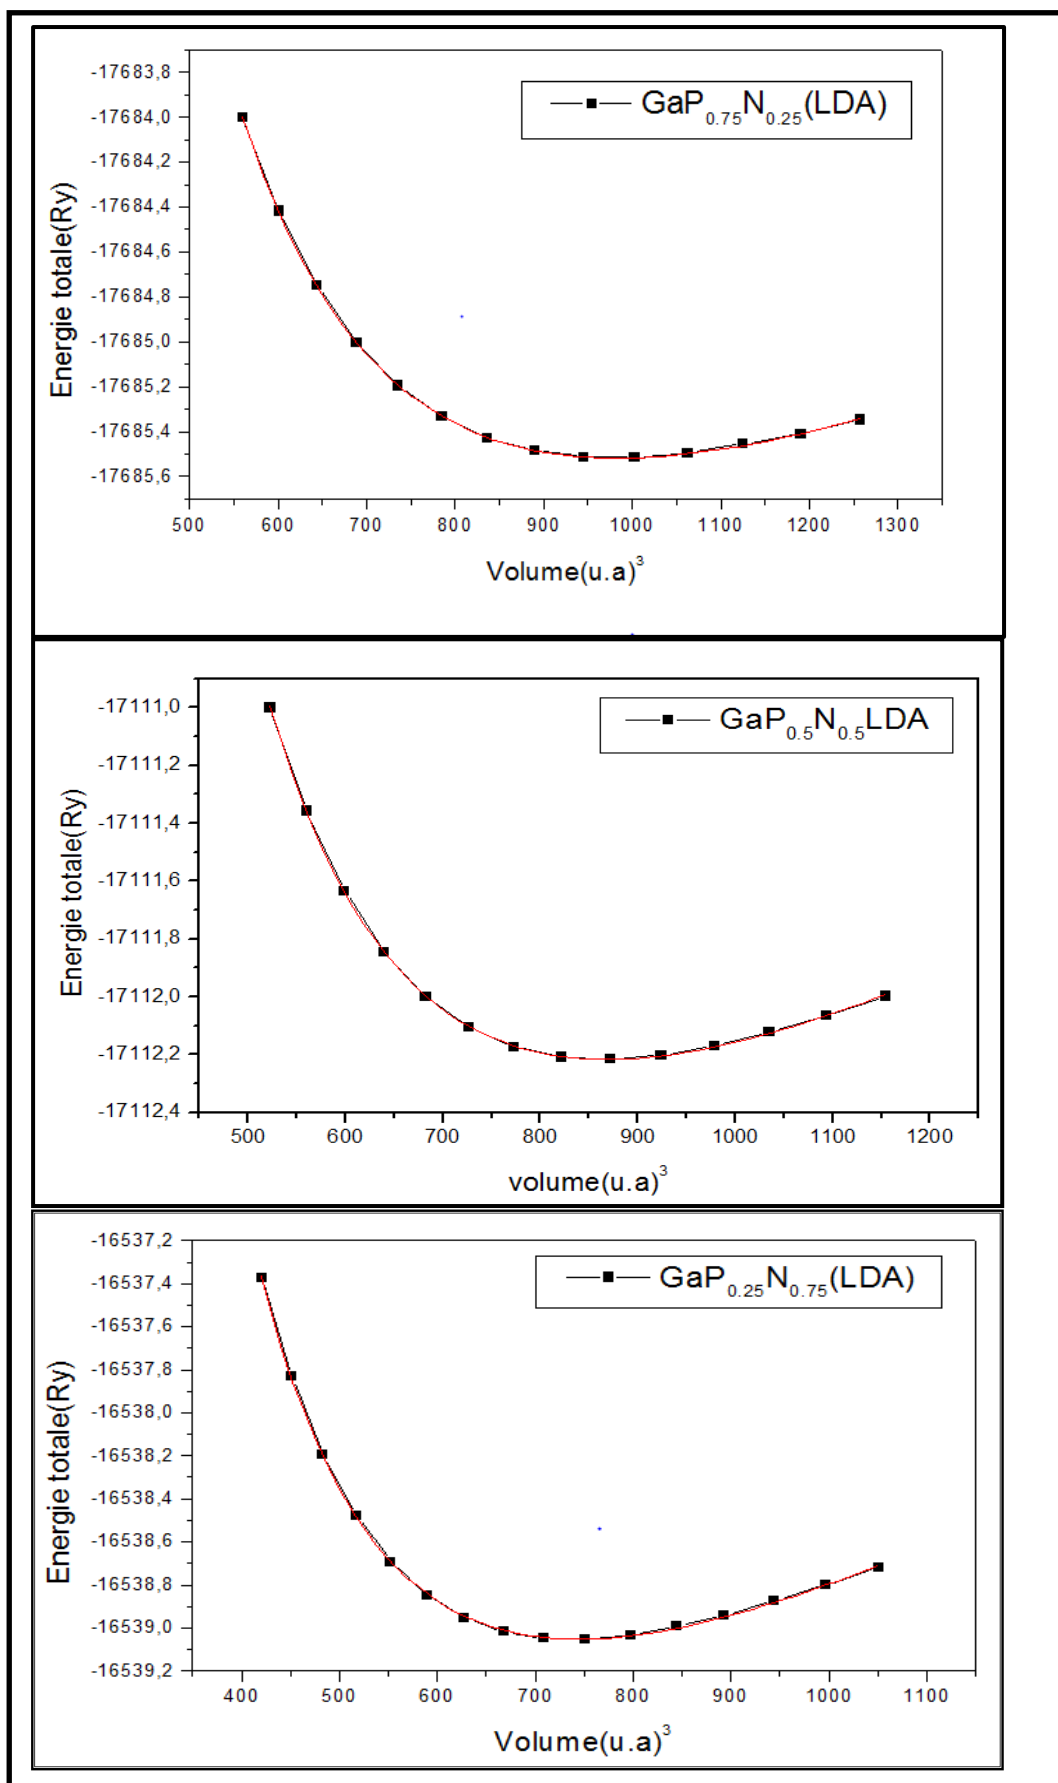 GaP0.75N0.25(LDA)
Energie totale(Ry)
-17683,8
-17684,0
-17684,2
-17684,4
-17684,6
-17684,8
-17685,0
-17685,2
-17685,4
-17685,6
500 600 700 800 900 1000 1100 1200 1300
Volume(u.a)3
GaP0.5N0.5LDA
Energie totale(Ry)
-17111,0
-17111,2
-17111,4
-17111,6
-17111,8
-17112,0
-17112,2
-17112,4
500 600 700 800 900 1000 1100 1200
volume(u.a)3
GaP0.25N0.75(LDA)
Energie totale(Ry)
-16537,2
-16537,4
-16537,6
-16537,8
-16538,0
-16538,2
-16538,4
-16538,6
-16538,8
-16539,0
-16539,2
400 500 600 700 800 900 1000 1100
Volume(u.a)3